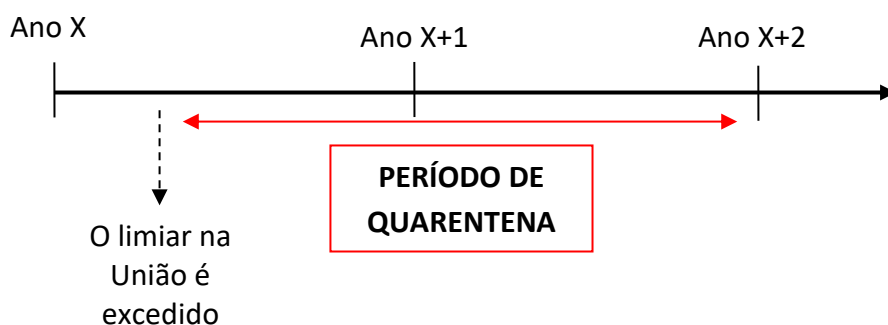 Ano X
Ano X+1
Ano X+2
PERÍODO DE
QUARENTENA
O limiar na
União é
excedido